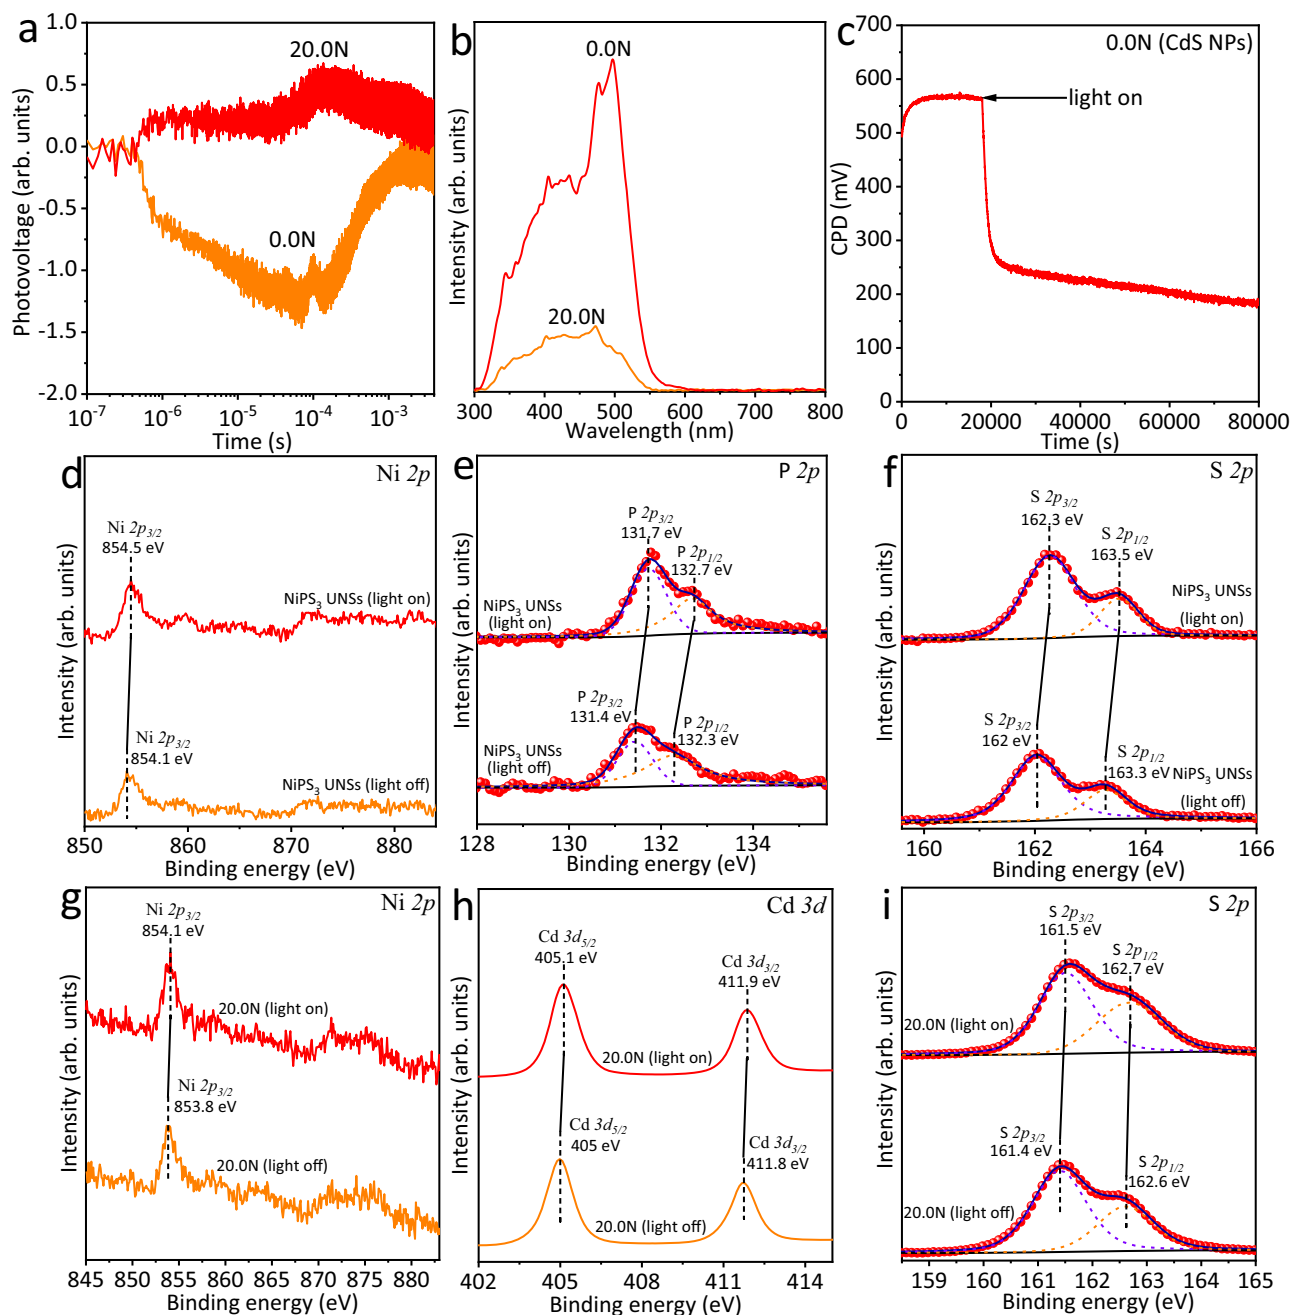 a
1.0
0.5
0.0
-0.5
-1.0
-1.5
-2.0
Photovoltage (arb. units)
20.0N
0.0N
10-7
10-6
10-5
10-4
10-3
Time (s)
b
Intensity (arb. units)
0.0N
20.0N
300
400
500
600
700
800
Wavelength (nm)
c
700
600
500
400
300
200
100
0
CPD (mV)
0.0N (CdS NPs)
light on
0
20000
40000
60000
80000
Time (s)
d
Ni 2p
Intensity (arb. units)
Ni 2p3/2
854.5 eV
NiPS3 UNSs (light on)
Ni 2p3/2
854.1 eV
NiPS3 UNSs (light off)
850
860
870
880
Binding energy (eV)
e
P 2p
Intensity (arb. units)
P 2p3/2
131.7 eV
P 2p1/2
132.7 eV
NiPS3 UNSs
(light on)
P 2p3/2
131.4 eV
P 2p1/2
132.3 eV
NiPS3 UNSs
(light off)
128
130
132
134
Binding energy (eV)
f
S 2p
Intensity (arb. units)
S 2p3/2
162.3 eV
S 2p1/2
163.5 eV
NiPS3 UNSs
(light on)
S 2p3/2
162 eV
S 2p1/2
163.3 eV
NiPS3 UNSs
(light off)
160
162
164
166
Binding energy (eV)
g
Ni 2p
Intensity (arb. units)
Ni 2p3/2
854.1 eV
20.0N (light on)
Ni 2p3/2
853.8 eV
20.0N (light off)
845
850
855
860
865
870
875
880
Binding energy (eV)
h
Cd 3d
Intensity (arb. units)
Cd 3d5/2
405.1 eV
Cd 3d3/2
411.9 eV
20.0N (light on)
Cd 3d5/2
405 eV
Cd 3d3/2
411.8 eV
20.0N (light off)
402
405
408
411
414
Binding energy (eV)
i
S 2p
Intensity (arb. units)
S 2p3/2
161.5 eV
S 2p1/2
162.7 eV
20.0N (light on)
S 2p3/2
161.4 eV
S 2p1/2
162.6 eV
20.0N (light off)
159
160
161
162
163
164
165
Binding energy (eV)